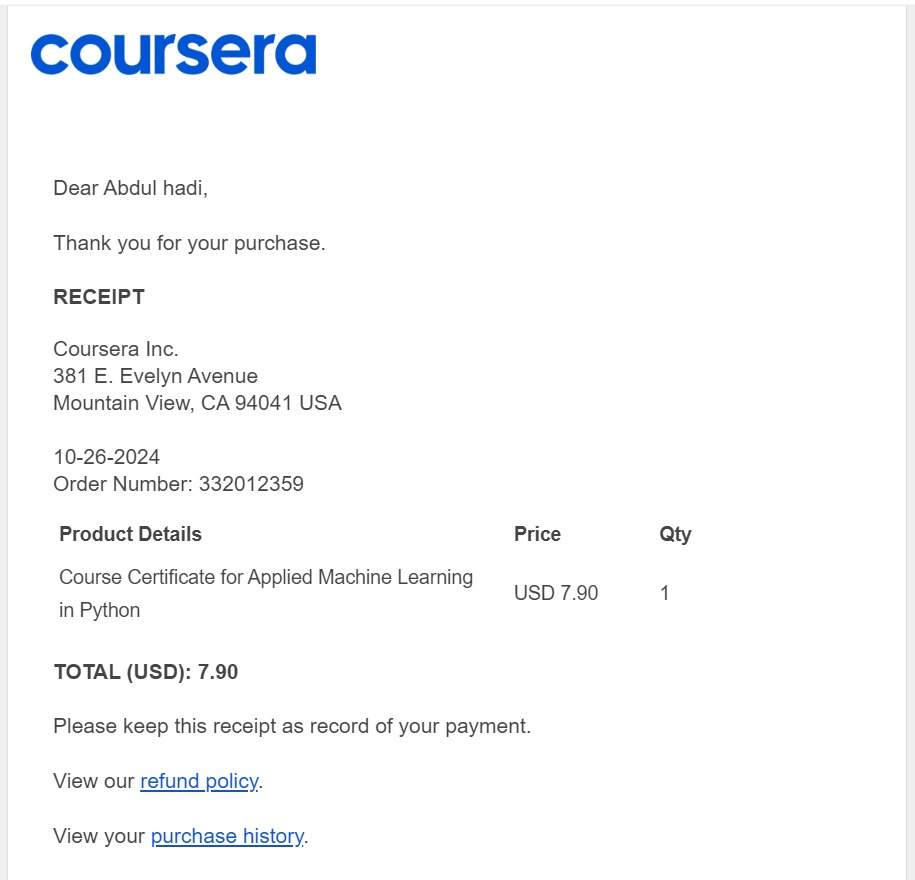 coursera
Dear Abdul hadi,
Thank you for your purchase.
RECEIPT
Coursera Inc.
381 E. Evelyn Avenue
Mountain View, CA 94041 USA
10-26-2024
Order Number: 332012359
Product Details Price Qty
Course Certificate for Applied Machine Learning
in Python USD 7.90 1
TOTAL (USD): 7.90
Please keep this receipt as record of your payment.
View our refund policy.
View your purchase history.